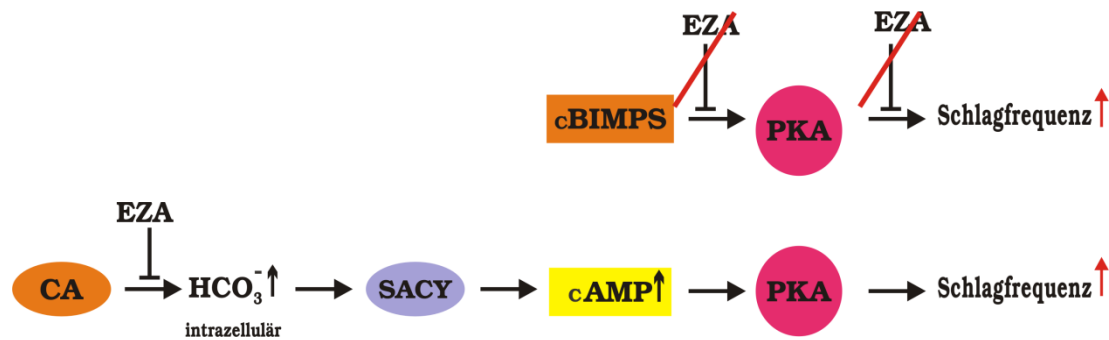 EZA EZA
cBIMPS PKA Schlagfrequenz
EZA
CA HCO₃⁻ SACY cAMP PKA Schlagfrequenz
intrazellulär